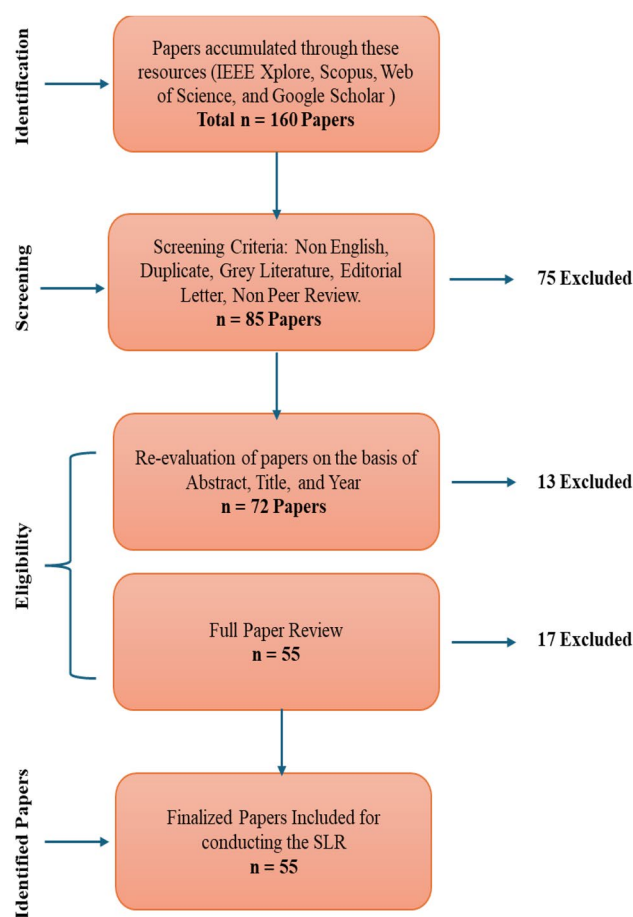 Identification
Papers accumulated through these
resources (IEEE Xplore, Scopus, Web
of Science, and Google Scholar )
Total n = 160 Papers
Screening
Screening Criteria: Non English,
Duplicate, Grey Literature, Editorial
Letter, Non Peer Review.
n = 85 Papers
75 Excluded
Eligibility
Re-evaluation of papers on the basis of
Abstract, Title, and Year
n = 72 Papers
13 Excluded
Full Paper Review
n = 55
17 Excluded
Identified Papers
Finalized Papers Included for
conducting the SLR
n = 55